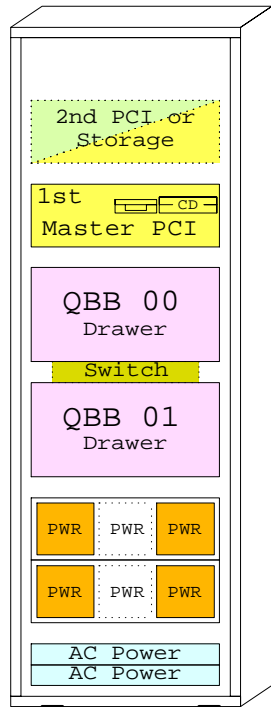 2nd PCI or
Storage
1st
CD
Master PCI
QBB 00
Drawer
Switch
QBB 01
Drawer
PWR PWR PWR
PWR PWR PWR
AC Power
AC Power